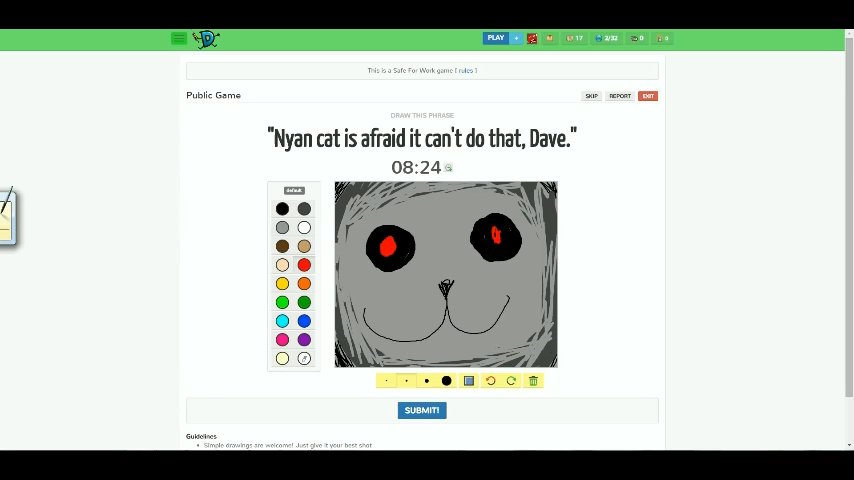 PLAY + 17 2/32 0 0
This is a Safe For Work game [ rules ]
Public Game SKIP REPORT EXIT
DRAW THIS PHRASE
"Nyan cat is afraid it can't do that, Dave."
08:24
default
SUBMIT!
Guidelines
Simple drawings are welcome! Just give it your best shot